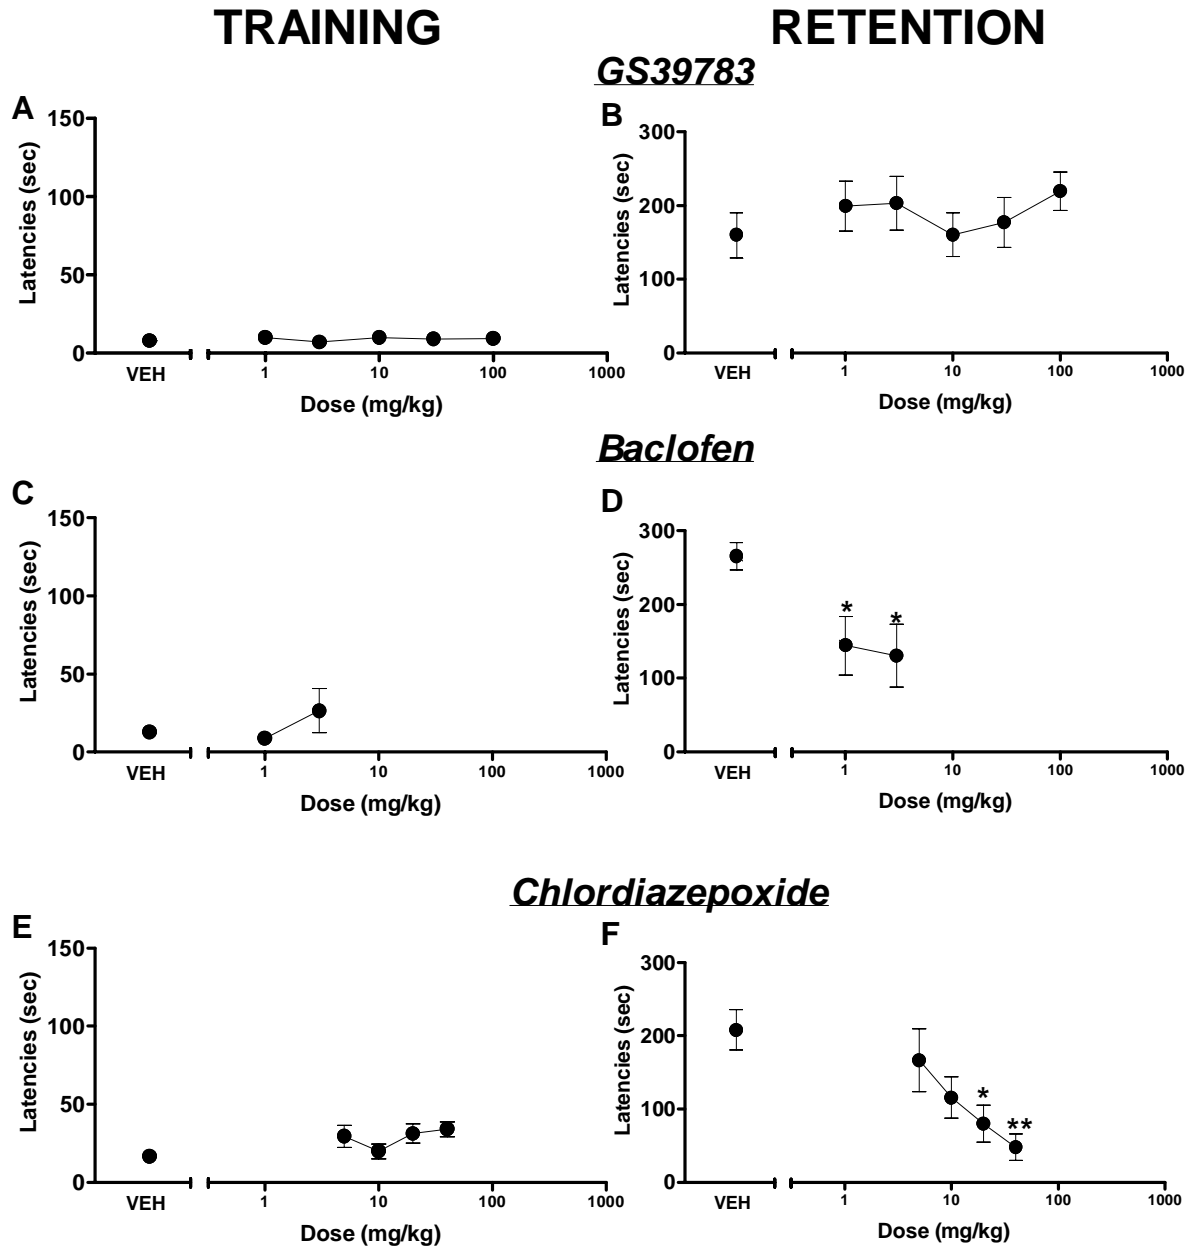 TRAINING RETENTION
GS39783
A
150
100
50
0
Latencies (sec)
VEH 1 10 100 1000
Dose (mg/kg)
B
300
200
100
0
Latencies (sec)
VEH 1 10 100 1000
Dose (mg/kg)
Baclofen
C
150
100
50
0
Latencies (sec)
VEH 1 10 100 1000
Dose (mg/kg)
D
300
200
100
0
Latencies (sec)
* *
VEH 1 10 100 1000
Dose (mg/kg)
Chlordiazepoxide
E
150
100
50
0
Latencies (sec)
VEH 1 10 100 1000
Dose (mg/kg)
F
300
200
100
0
Latencies (sec)
* **
VEH 1 10 100 1000
Dose (mg/kg)